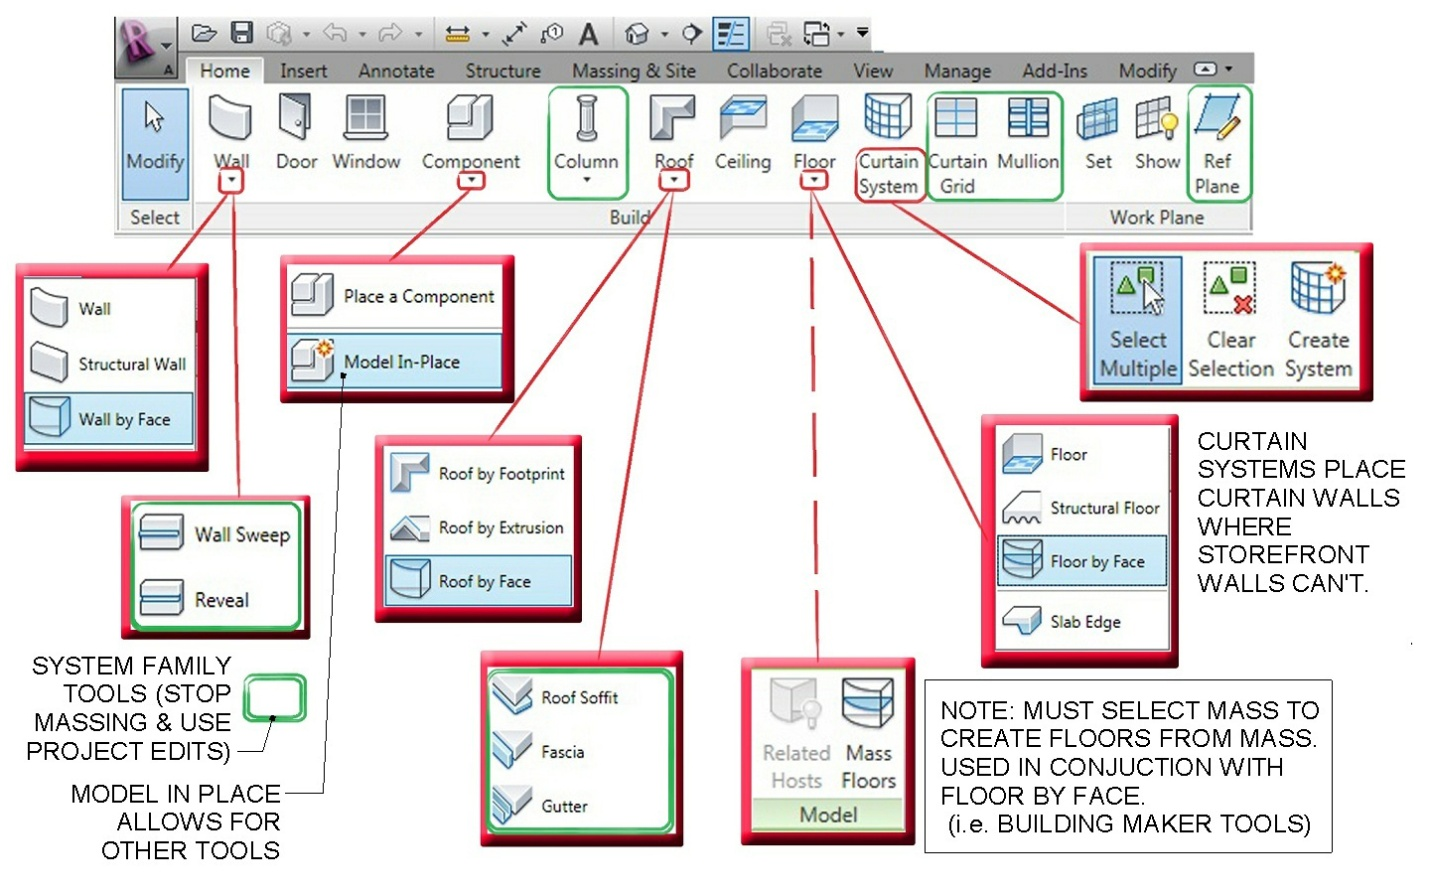 R
A
1
A
Home Insert Annotate Structure Massing & Site Collaborate View Manage Add-Ins Modify
Modify Wall Door Window Component Column Roof Ceiling Floor Curtain System Curtain Grid Mullion Set Show Ref Plane
Select Build Work Plane
Wall
Structural Wall
Wall by Face
Place a Component
Model In-Place
Select Multiple
Clear Selection
Create System
Roof by Footprint
Roof by Extrusion
Roof by Face
Floor
Structural Floor
Floor by Face
Slab Edge
CURTAIN
SYSTEMS PLACE
CURTAIN WALLS
WHERE
STOREFRONT
WALLS CAN'T.
Wall Sweep
Reveal
SYSTEM FAMILY
TOOLS (STOP
MASSING & USE
PROJECT EDITS)
MODEL IN PLACE
ALLOWS FOR
OTHER TOOLS
Roof Soffit
Fascia
Gutter
Related Hosts
Mass Floors
Model
NOTE: MUST SELECT MASS TO
CREATE FLOORS FROM MASS.
USED IN CONJUCTION WITH
FLOOR BY FACE.
(i.e. BUILDING MAKER TOOLS)